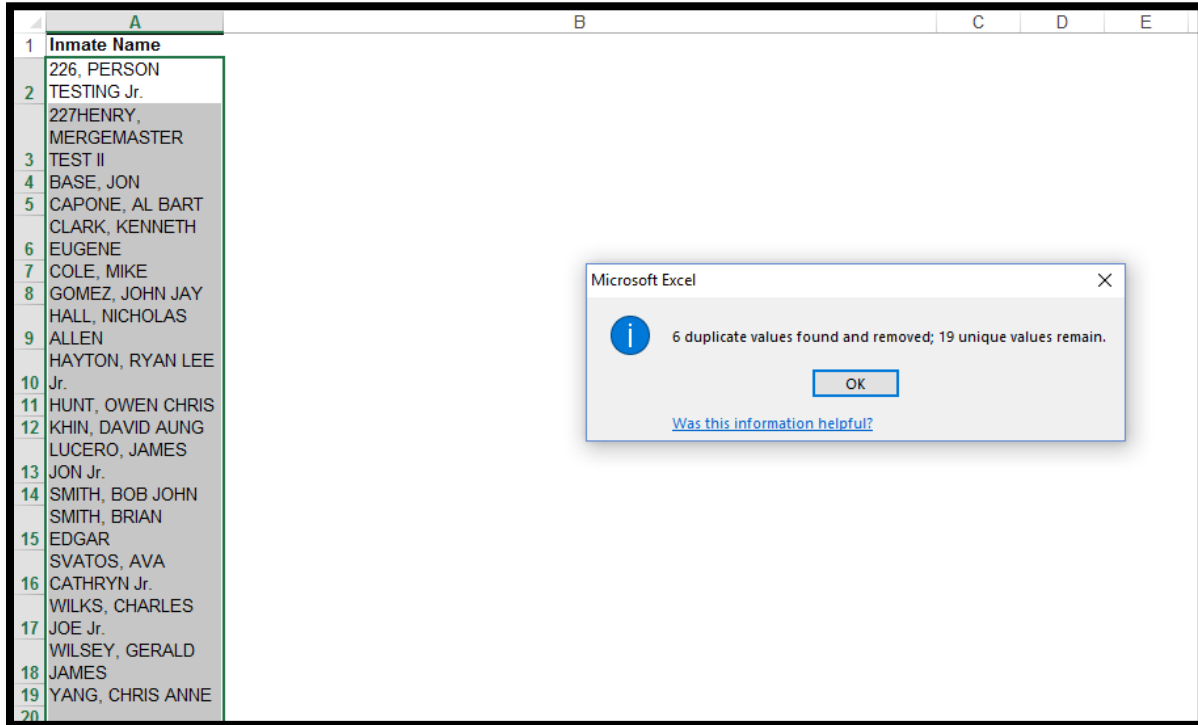 A B C D E
1 Inmate Name
226, PERSON
2 TESTING Jr.
227HENRY,
MERGEMASTER
3 TEST II
4 BASE, JON
5 CAPONE, AL BART
CLARK, KENNETH
6 EUGENE
7 COLE, MIKE
8 GOMEZ, JOHN JAY
HALL, NICHOLAS
9 ALLEN
HAYTON, RYAN LEE
10 Jr.
11 HUNT, OWEN CHRIS
12 KHIN, DAVID AUNG
LUCERO, JAMES
13 JON Jr.
14 SMITH, BOB JOHN
SMITH, BRIAN
15 EDGAR
SVATOS, AVA
16 CATHRYN Jr.
WILKS, CHARLES
17 JOE Jr.
WILSEY, GERALD
18 JAMES
19 YANG, CHRIS ANNE
20
Microsoft Excel
6 duplicate values found and removed; 19 unique values remain.
OK
Was this information helpful?